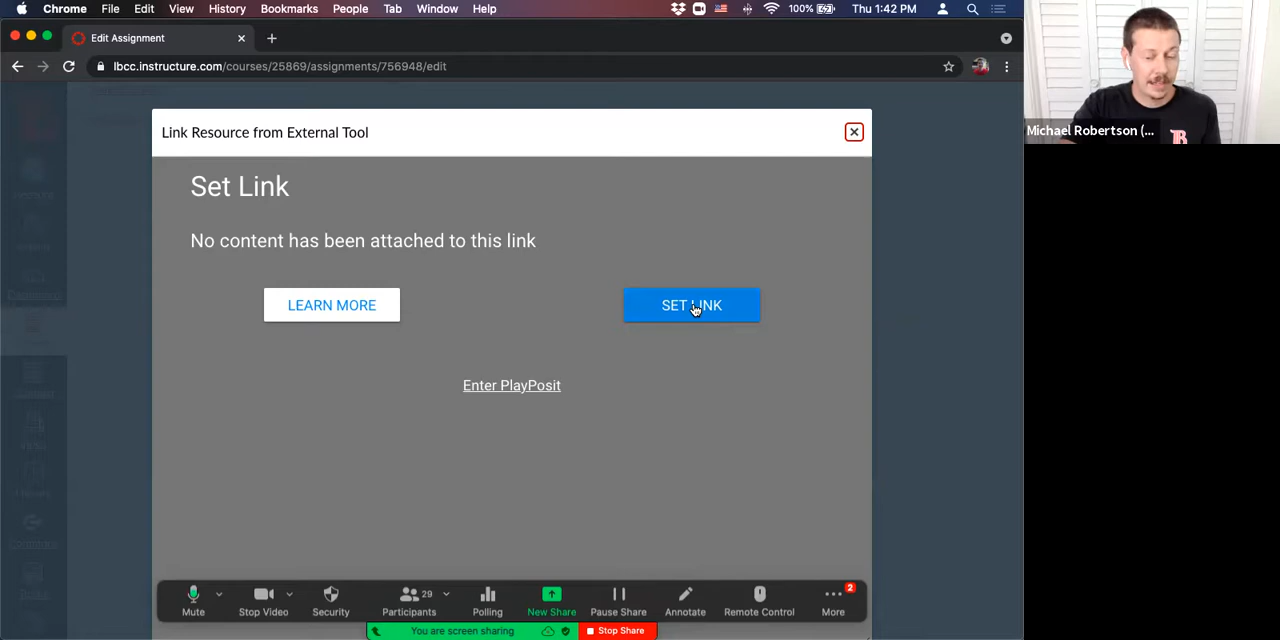 Chrome File Edit View History Bookmarks People Tab Window Help 100% Thu 1:42 PM
Edit Assignment
lbcc.instructure.com/courses/25869/assignments/756948/edit
Link Resource from External Tool
Michael Robertson (...
Set Link
No content has been attached to this link
LEARN MORE
SET LINK
Enter PlayPosit
29
2
Mute Stop Video Security Participants Polling New Share Pause Share Annotate Remote Control More
You are screen sharing Stop Share